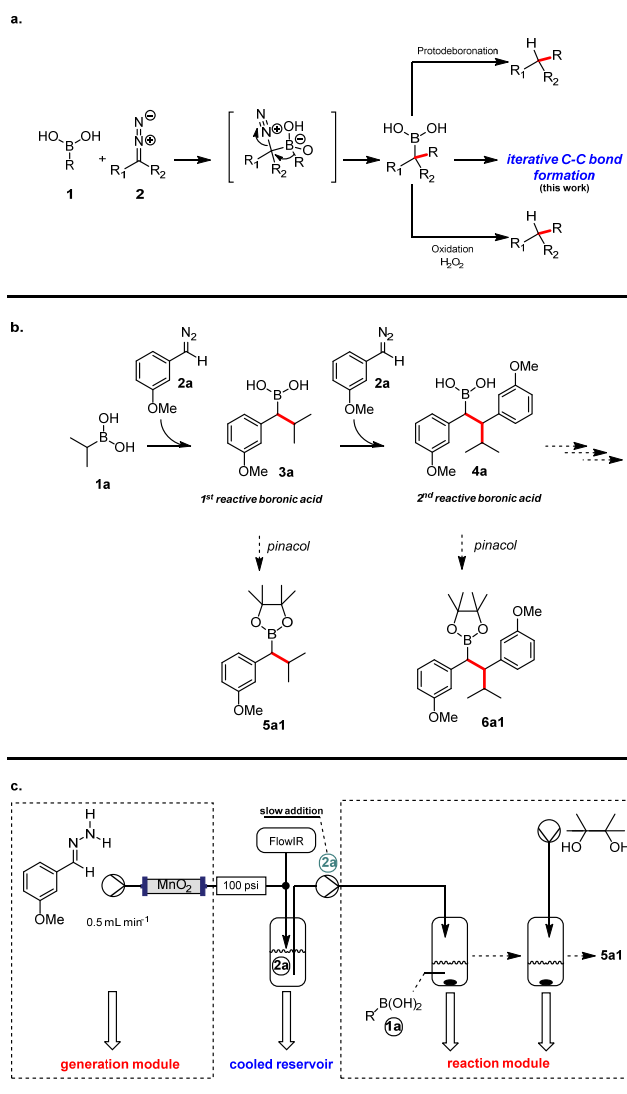 a.
HO OH
B
R
1
+
N
N
R1 R2
2
N
N
OH
B
O
R1
R2
R
HO OH
B
R
R1
R2
Protodeboronation
H
R
R1
R2
iterative C-C bond
formation
(this work)
Oxidation
H2O2
H
R
R1
R2
b.
N2
H
2a
OMe
N2
H
2a
OMe
OH
B
OH
1a
HO OH
B
OMe
3a
1st reactive boronic acid
HO OH
B
OMe
OMe
4a
2nd reactive boronic acid
pinacol
pinacol
O O
B
OMe
5a1
O O
B
OMe
OMe
6a1
c.
H
N
H
N
H
OMe
0.5 mL min-1
MnO2
100 psi
slow addition
FlowIR
2a
2a
HO OH
B(OH)2
R
1a
5a1
generation module
cooled reservoir
reaction module